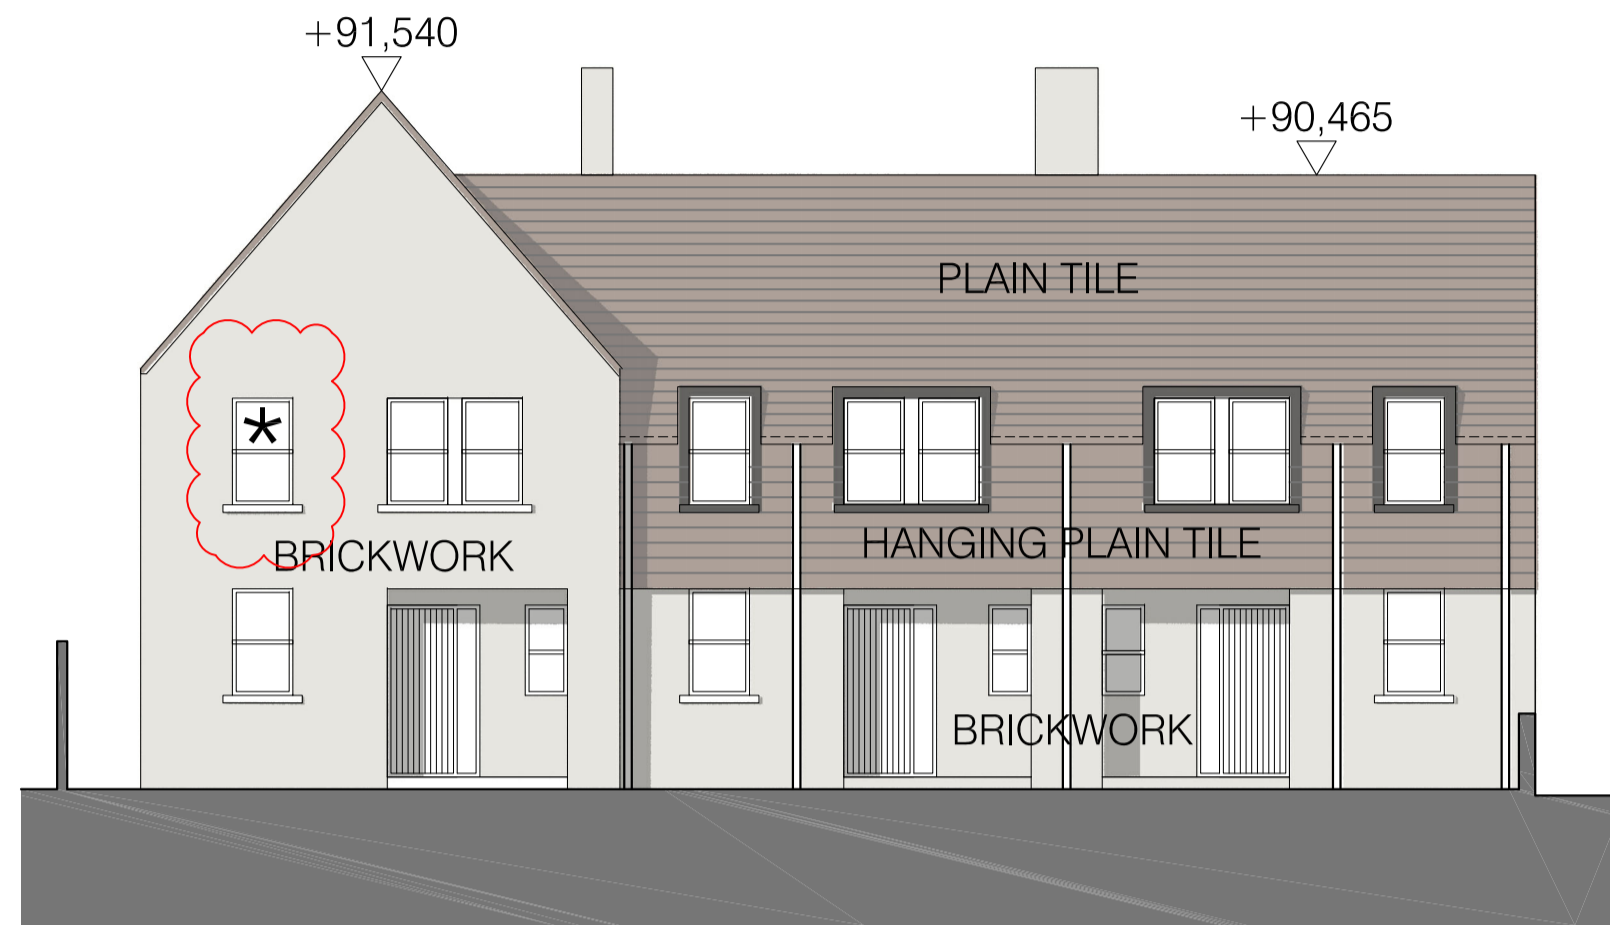 +91,540
+90,465
PLAIN TILE
*
HANGING PLAIN TILE
BRICKWORK
BRICKWORK